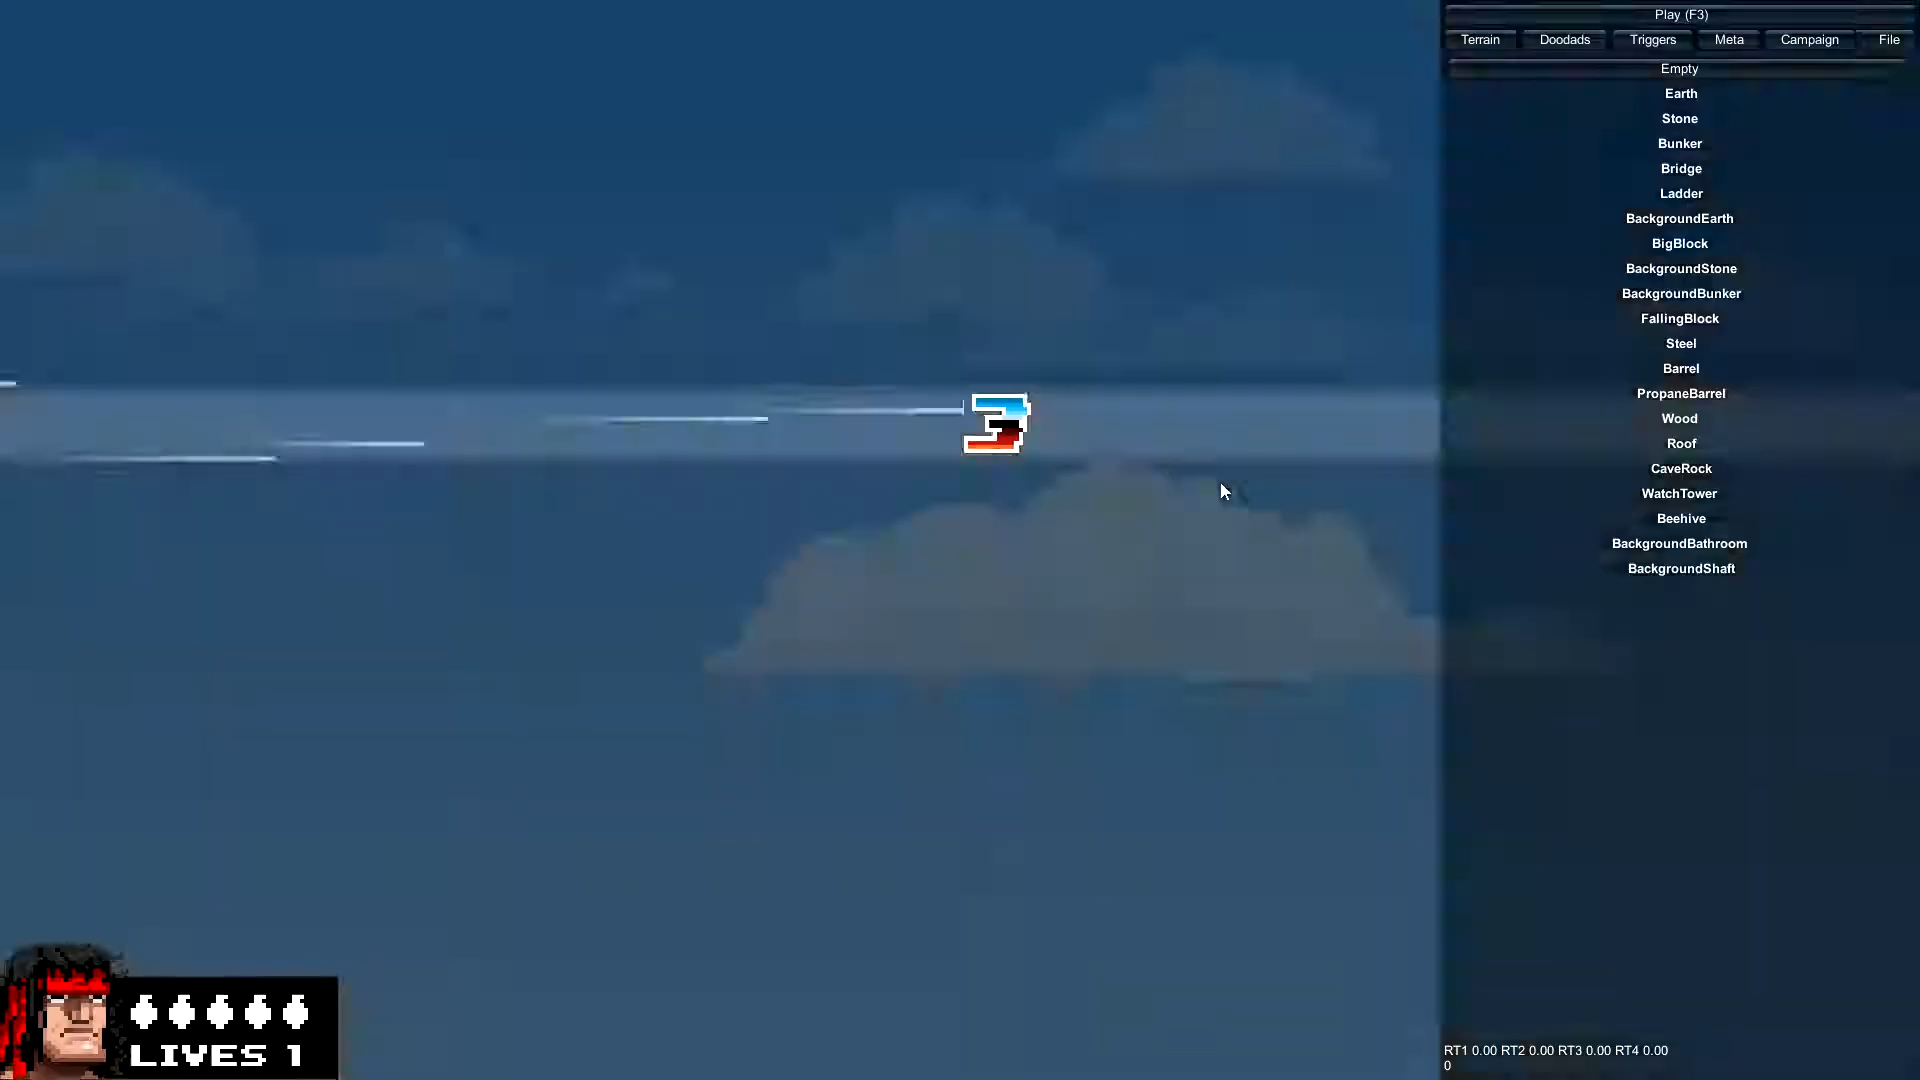 Play (F3)
Terrain Doodads Triggers Meta Campaign File
Empty
Earth
Stone
Bunker
Bridge
Ladder
BackgroundEarth
BigBlock
BackgroundStone
BackgroundBunker
FallingBlock
Steel
Barrel
PropaneBarrel
Wood
Roof
CaveRock
WatchTower
Beehive
BackgroundBathroom
BackgroundShaft
3
LIVES 1
RT1 0.00 RT2 0.00 RT3 0.00 RT4 0.00
0